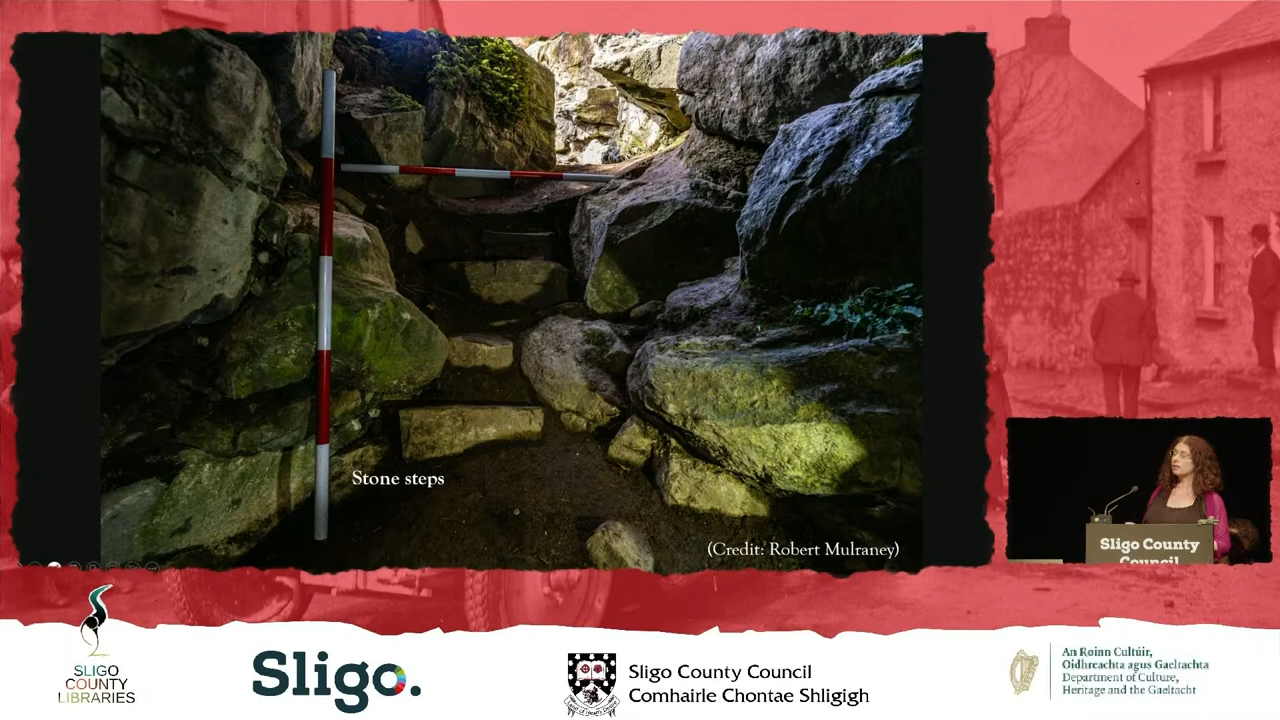 Stone steps
(Credit: Robert Mulraney)
Sligo County
Council
SLIGO
COUNTY
LIBRARIES
Sligo.
Sligo County Council
Comhairle Chontae Shligigh
An Roinn Cultúir,
Oidhreachta agus Gaeltachta
Department of Culture,
Heritage and the Gaeltacht